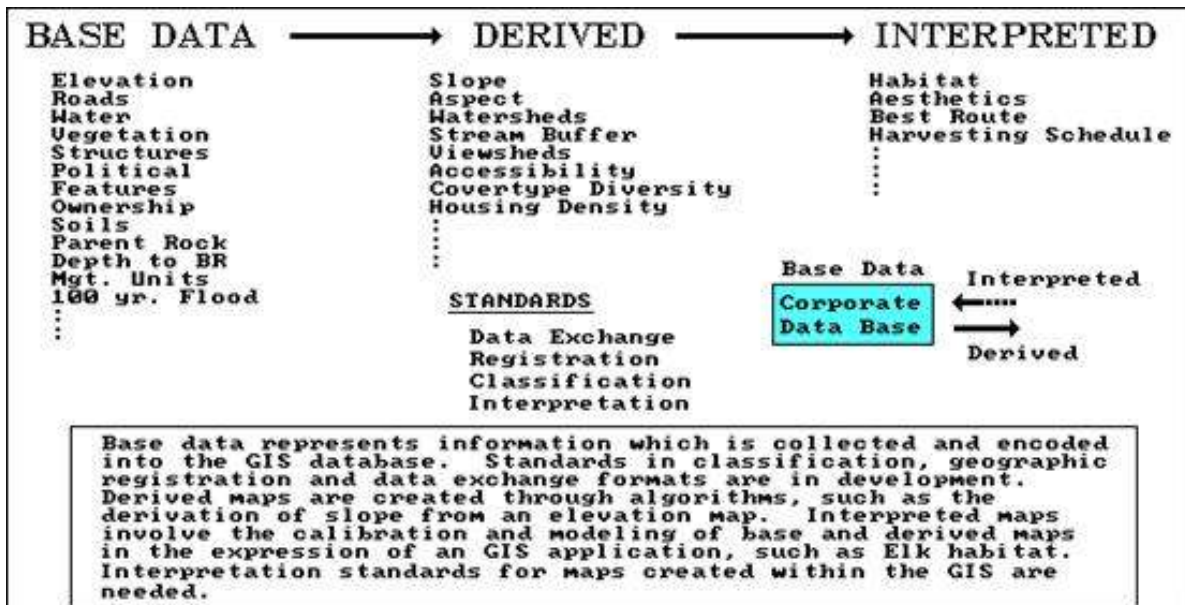 BASE DATA DERIVED INTERPRETED
Elevation
Roads
Water
Vegetation
Structures
Political
Features
Ownership
Soils
Parent Rock
Depth to BR
Mgt. Units
100 yr. Flood
Slope
Aspect
Watersheds
Stream Buffer
Viewsheds
Accessibility
Covertype Diversity
Housing Density
Habitat
Aesthetics
Best Route
Harvesting Schedule
STANDARDS
Data Exchange
Registration
Classification
Interpretation
Base Data
Corporate
Data Base
Interpreted
Derived
Base data represents information which is collected and encoded
into the GIS database. Standards in classification, geographic
registration and data exchange formats are in development.
Derived maps are created through algorithms, such as the
derivation of slope from an elevation map. Interpreted maps
involve the calibration and modeling of base and derived maps
in the expression of an GIS application, such as Elk habitat.
Interpretation standards for maps created within the GIS are
needed.